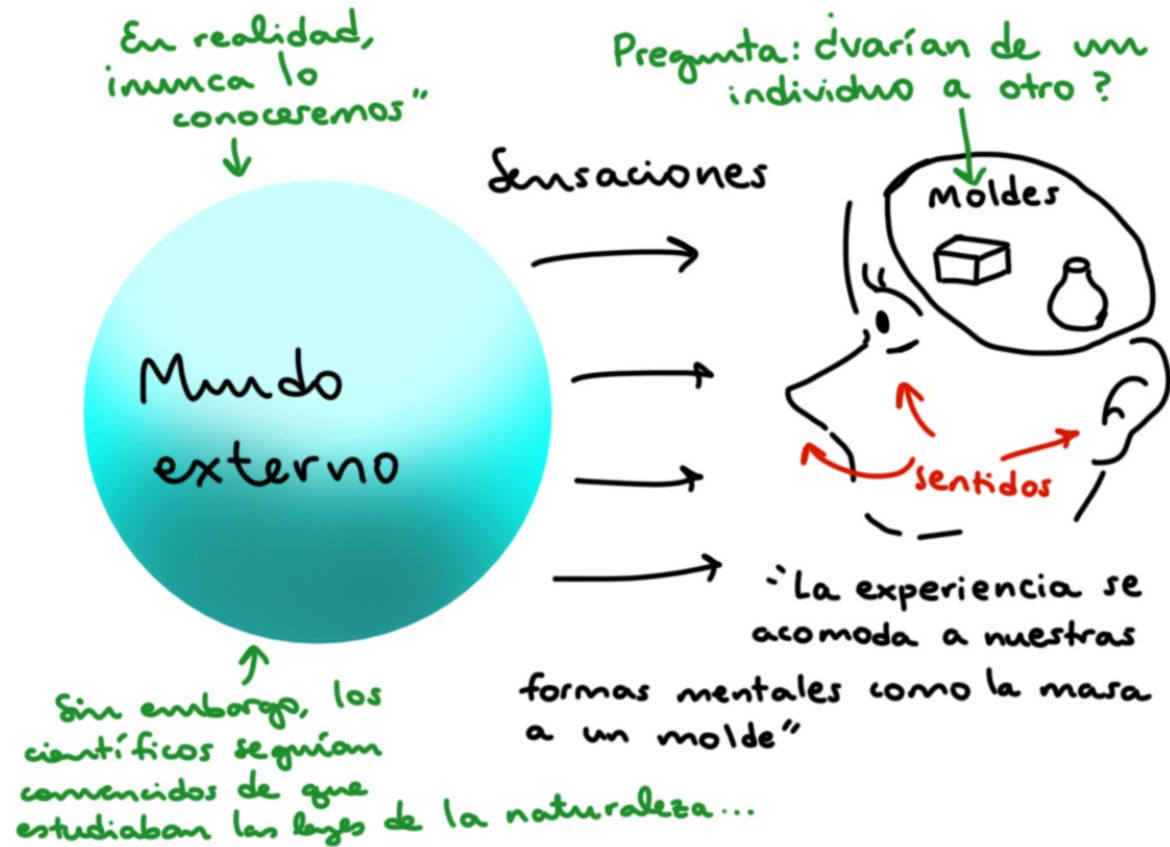 En realidad,
¡nunca lo
conoceremos"
Pregunta: ¿varían de un
individuo a otro?
Sensaciones
Moldes
Mundo
externo
sentidos
"La experiencia se
acomoda a nuestras
formas mentales como la masa
a un molde"
Sin embargo, los
científicos seguían
convencidos de que
estudiaban las leyes de la naturaleza...